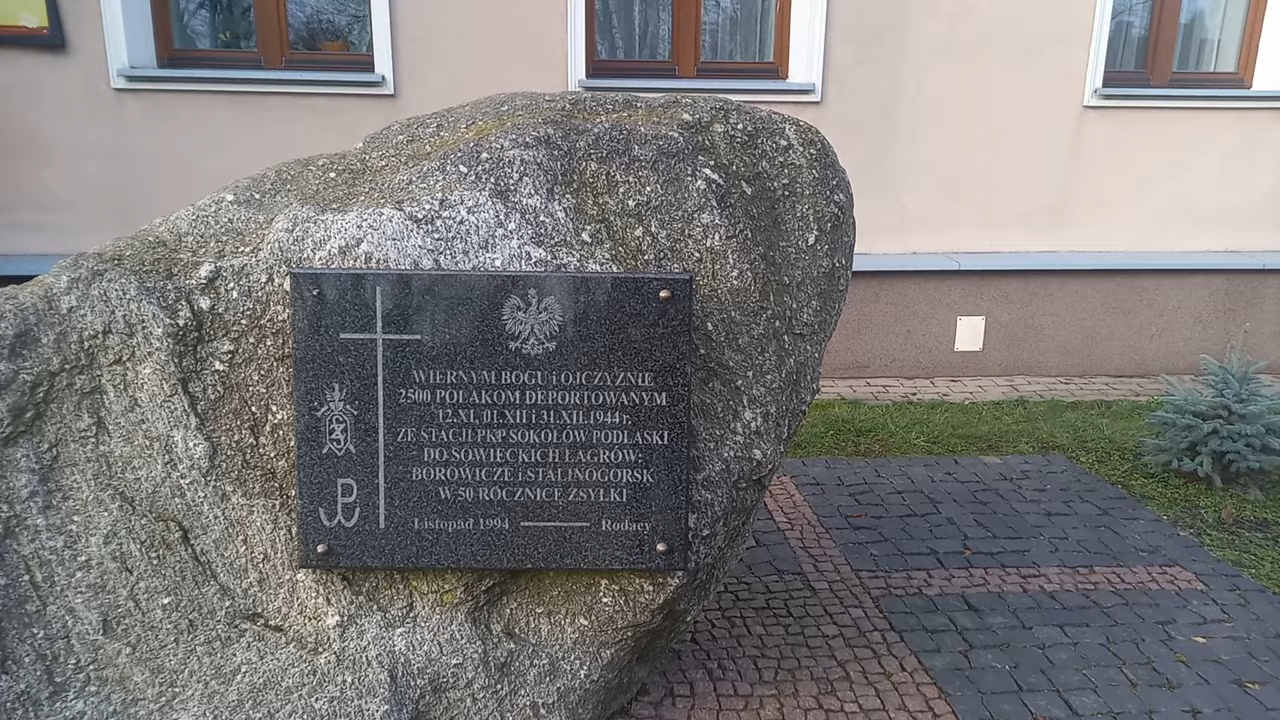 WIERNYM BOGU i OJCZYŹNIE
2500 POLAKOM DEPORTOWANYM
12.XI, 01.XII i 31.XII.1944 r.
ZE STACJI PKP SOKOŁÓW PODLASKI
DO SOWIECKICH ŁAGRÓW:
BOROWICZE i STALINOGORSK
W 50 ROCZNICĘ ZSYŁKI
Listopad 1994 — Rodacy